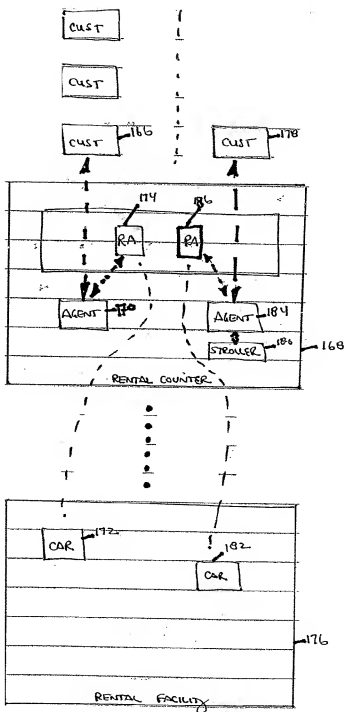 CUST
CUST
CUST 166
CUST 178
174
186
RA
RA
AGENT 170
AGENT 184
STROLLER 180
168
RENTAL COUNTER
CAR 172
CAR 182
176
RENTAL FACILITY